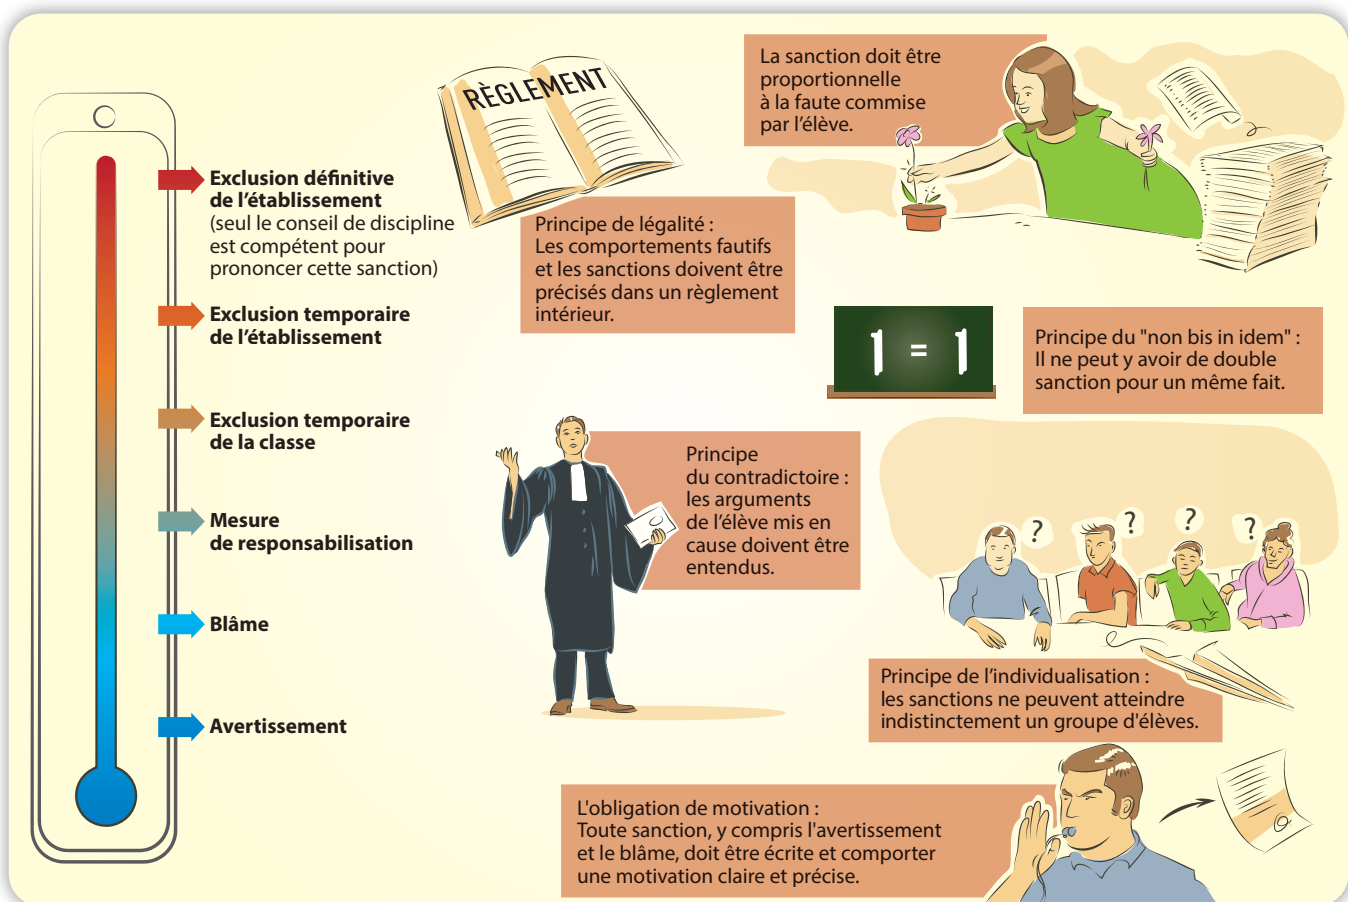 Exclusion définitive
de l'établissement
(seul le conseil de discipline
est compétent pour
prononcer cette sanction)
Exclusion temporaire
de l'établissement
Exclusion temporaire
de la classe
Mesure
de responsabilisation
Blâme
Avertissement
RÈGLEMENT
Principe de légalité :
Les comportements fautifs
et les sanctions doivent être
précisés dans un règlement
intérieur.
La sanction doit être
proportionnelle
à la faute commise
par l'élève.
1 = 1
Principe du "non bis in idem" :
Il ne peut y avoir de double
sanction pour un même fait.
Principe
du contradictoire :
les arguments
de l'élève mis en
cause doivent être
entendus.
? ? ? ?
Principe de l'individualisation :
les sanctions ne peuvent atteindre
indistinctement un groupe d'élèves.
L'obligation de motivation :
Toute sanction, y compris l'avertissement
et le blâme, doit être écrite et comporter
une motivation claire et précise.